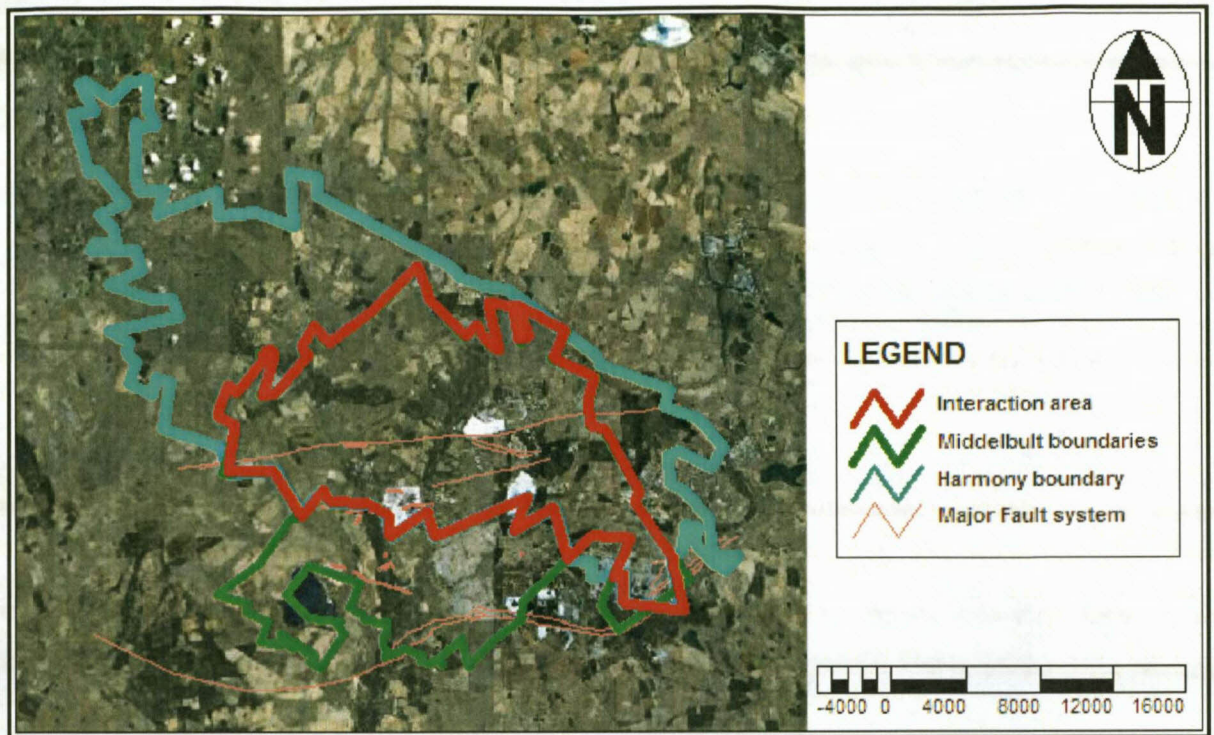 N
LEGEND
Interaction area
Middelbult boundaries
Harmony boundary
Major Fault system
-4000 0 4000 8000 12000 16000